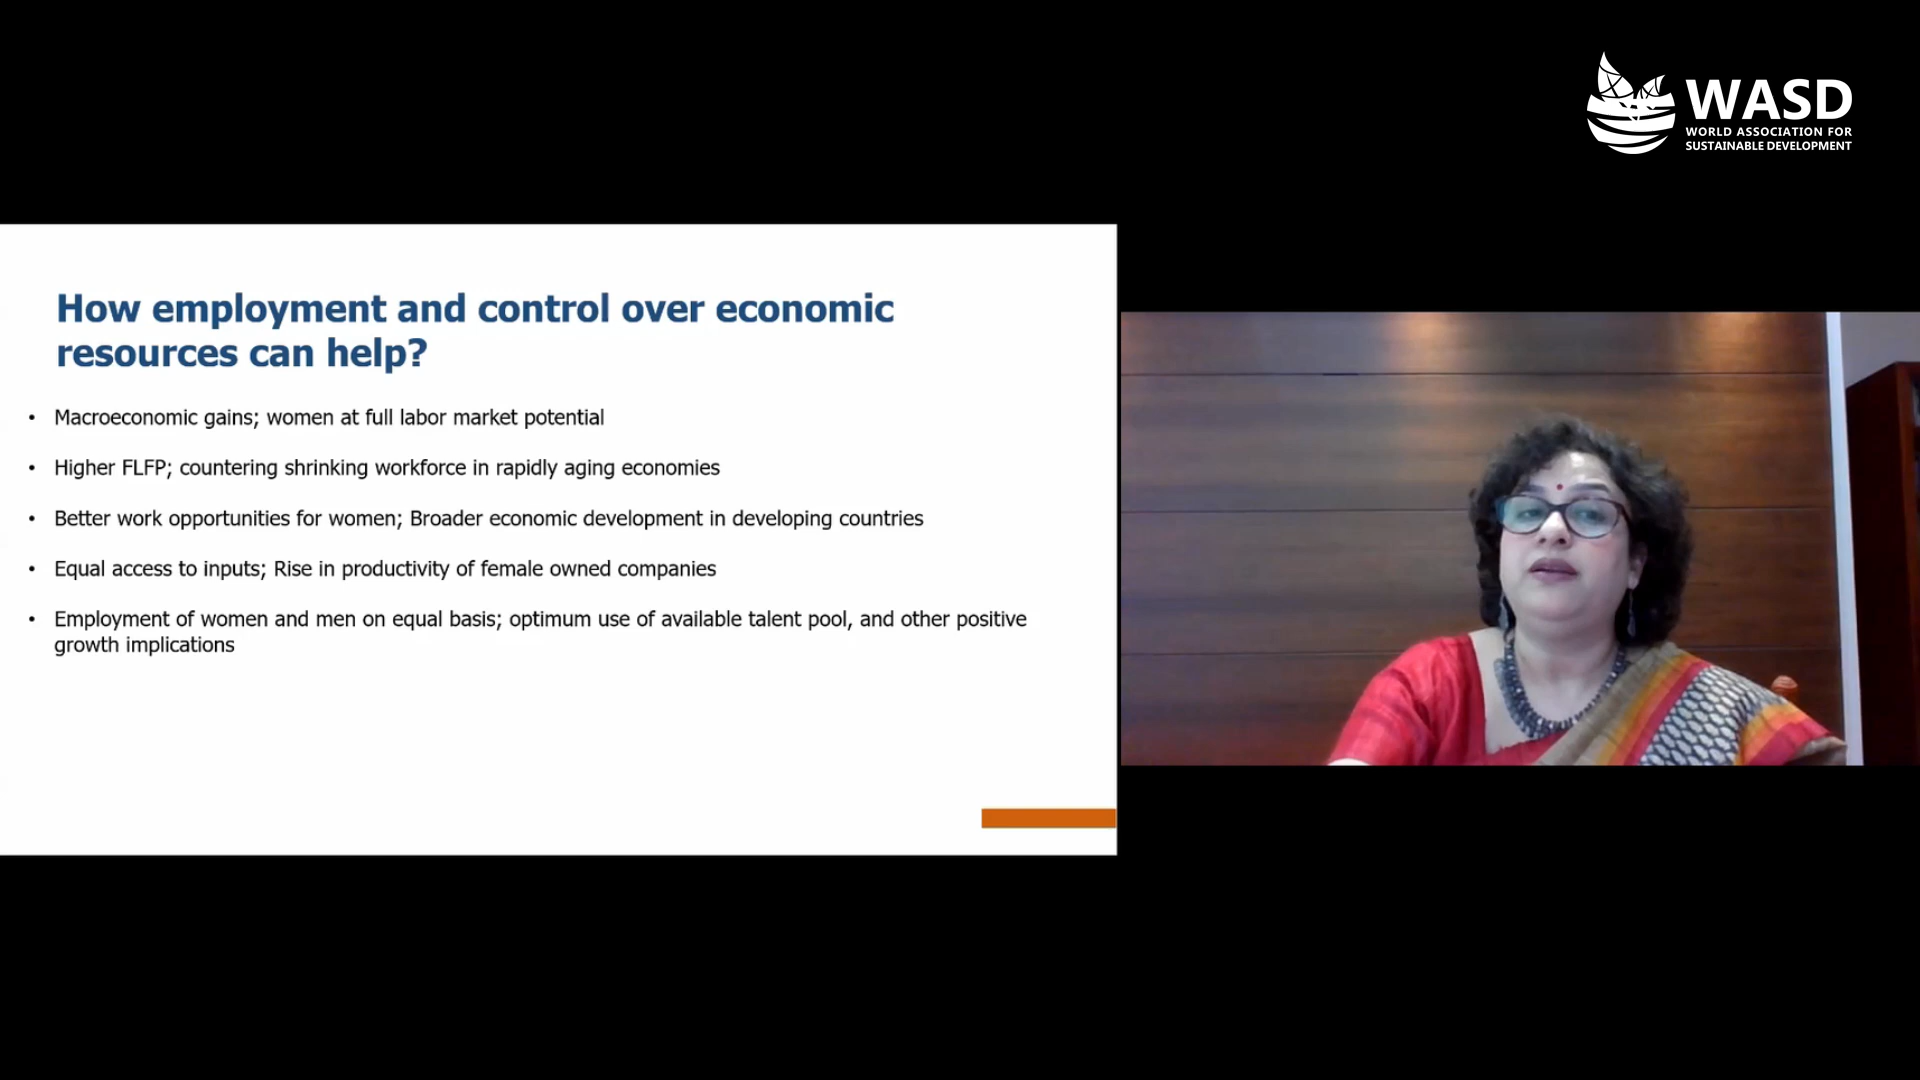 WASD
WORLD ASSOCIATION FOR
SUSTAINABLE DEVELOPMENT
How employment and control over economic
resources can help?
• Macroeconomic gains; women at full labor market potential
• Higher FLFP; countering shrinking workforce in rapidly aging economies
• Better work opportunities for women; Broader economic development in developing countries
• Equal access to inputs; Rise in productivity of female owned companies
• Employment of women and men on equal basis; optimum use of available talent pool, and other positive
growth implications